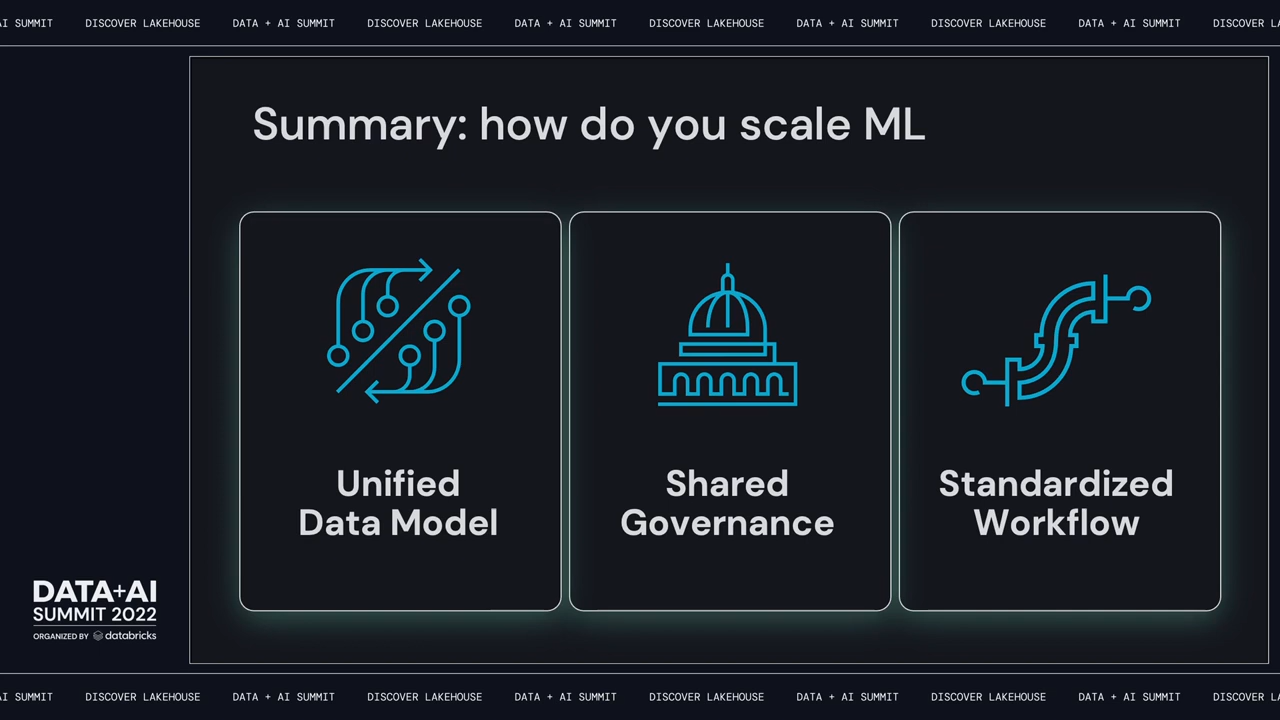 AI SUMMIT DISCOVER LAKEHOUSE DATA + AI SUMMIT DISCOVER LAKEHOUSE DATA + AI SUMMIT DISCOVER LAKEHOUSE DATA + AI SUMMIT DISCOVER LAKEHOUSE DATA + AI SUMMIT DISCOVER LA
Summary: how do you scale ML
Unified
Data Model
Shared
Governance
Standardized
Workflow
DATA+AI
SUMMIT 2022
ORGANIZED BY databricks
AI SUMMIT DISCOVER LAKEHOUSE DATA + AI SUMMIT DISCOVER LAKEHOUSE DATA + AI SUMMIT DISCOVER LAKEHOUSE DATA + AI SUMMIT DISCOVER LAKEHOUSE DATA + AI SUMMIT DISCOVER LA